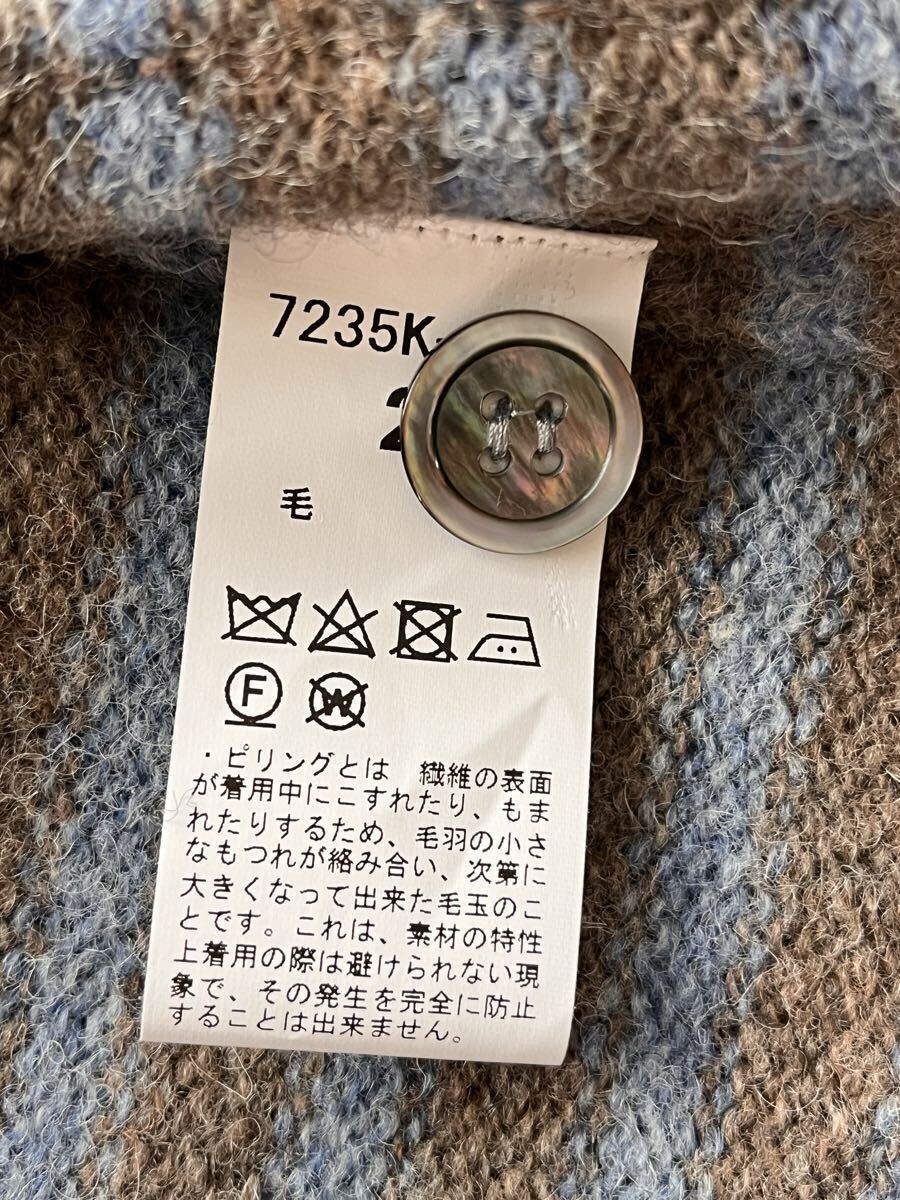 7235K-
2
毛
F
W
・ピリングとは 繊維の表面
が着用中にこすれたり、もま
れたりするため、毛羽の小さ
なもつれが絡み合い、次第に
大きくなって出来た毛玉のこ
とです。これは、素材の特性
上着用の際は避けられない現
象で、その発生を完全に防止
することは出来ません。